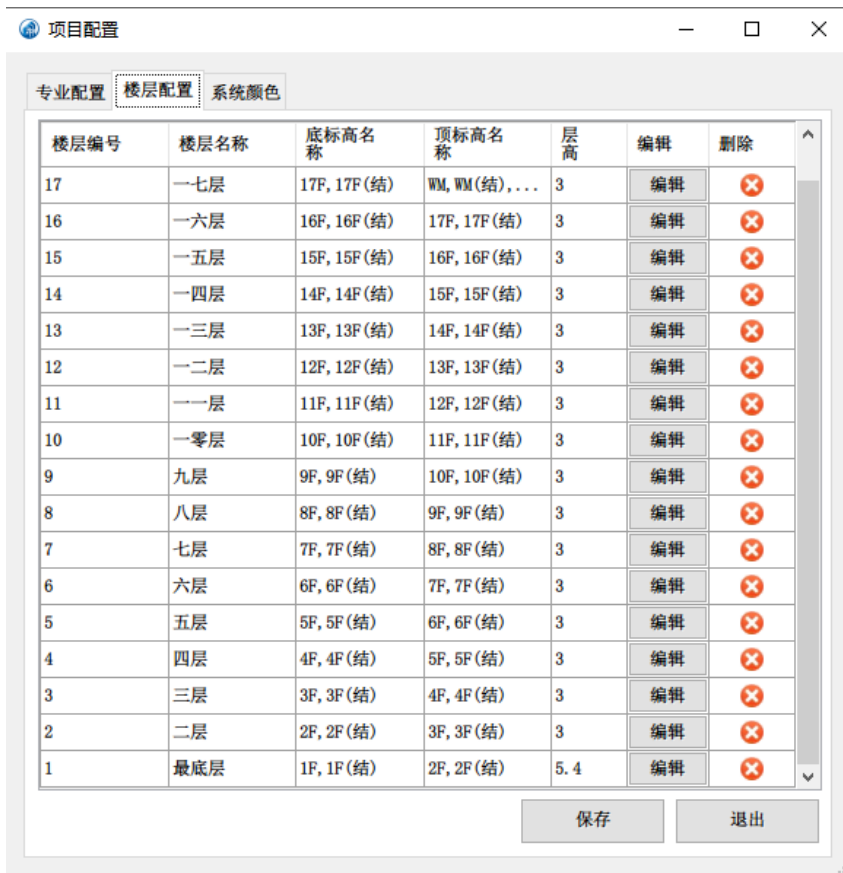 项目配置
专业配置 楼层配置 系统颜色
楼层编号 楼层名称 底标高名称 顶标高名称 层高 编辑 删除
17 一七层 17F,17F(结) WM,WM(结),... 3 编辑
16 一六层 16F,16F(结) 17F,17F(结) 3 编辑
15 一五层 15F,15F(结) 16F,16F(结) 3 编辑
14 一四层 14F,14F(结) 15F,15F(结) 3 编辑
13 一三层 13F,13F(结) 14F,14F(结) 3 编辑
12 一二层 12F,12F(结) 13F,13F(结) 3 编辑
11 一一层 11F,11F(结) 12F,12F(结) 3 编辑
10 一零层 10F,10F(结) 11F,11F(结) 3 编辑
9 九层 9F,9F(结) 10F,10F(结) 3 编辑
8 八层 8F,8F(结) 9F,9F(结) 3 编辑
7 七层 7F,7F(结) 8F,8F(结) 3 编辑
6 六层 6F,6F(结) 7F,7F(结) 3 编辑
5 五层 5F,5F(结) 6F,6F(结) 3 编辑
4 四层 4F,4F(结) 5F,5F(结) 3 编辑
3 三层 3F,3F(结) 4F,4F(结) 3 编辑
2 二层 2F,2F(结) 3F,3F(结) 3 编辑
1 最底层 1F,1F(结) 2F,2F(结) 5.4 编辑
保存 退出